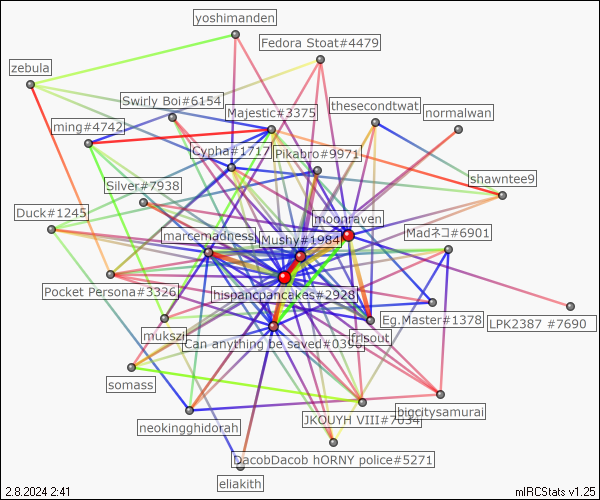 yoshimanden
Fedora Stoat#4479
zebula
Swirly Boi#6154
thesecondtwat
Majestic#3375
normalwan
ming#4742
Cypha#1717
Pikabro#9971
Silver#7938
shawntee9
Duck#1245
moonraven
marcemadness
Mushy#1984
Madネコ#6901
Pocket Persona#3326
hispancpancakes#2928
Eg.Master#1378
LPK2387 #7690
mukszi
Can anything be saved#0390
frisout
somass
bigcitysamurai
JKOUYH VIII#7034
neokingghidorah
DacobDacob hORNY police#5271
eliakith
2.8.2024 2:41
mIRCStats v1.25